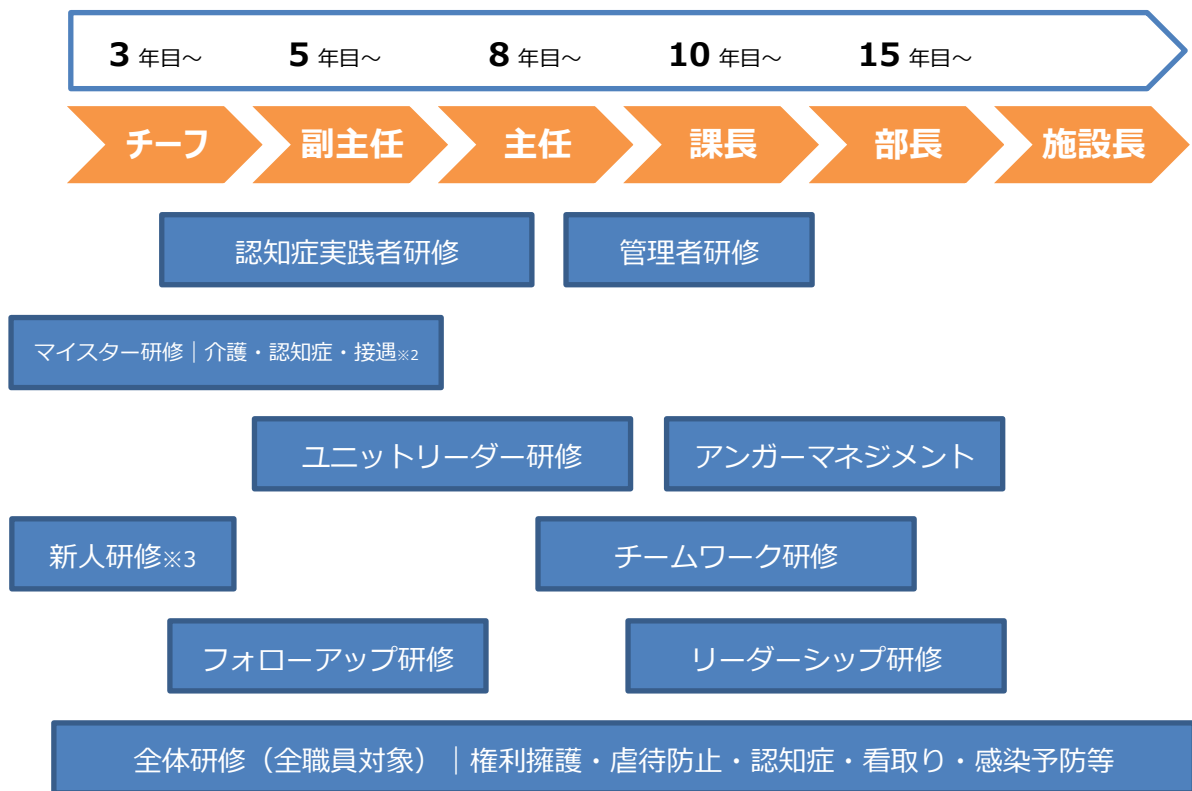 3 年目～ 5 年目～ 8 年目～ 10 年目～ 15 年目～
チーフ 副主任 主任 課長 部長 施設長
認知症実践者研修 管理者研修
マイスター研修｜介護・認知症・接遇※2
ユニットリーダー研修 アンガーマネジメント
新人研修※3 チームワーク研修
フォローアップ研修 リーダーシップ研修
全体研修（全職員対象）｜権利擁護・虐待防止・認知症・看取り・感染予防等